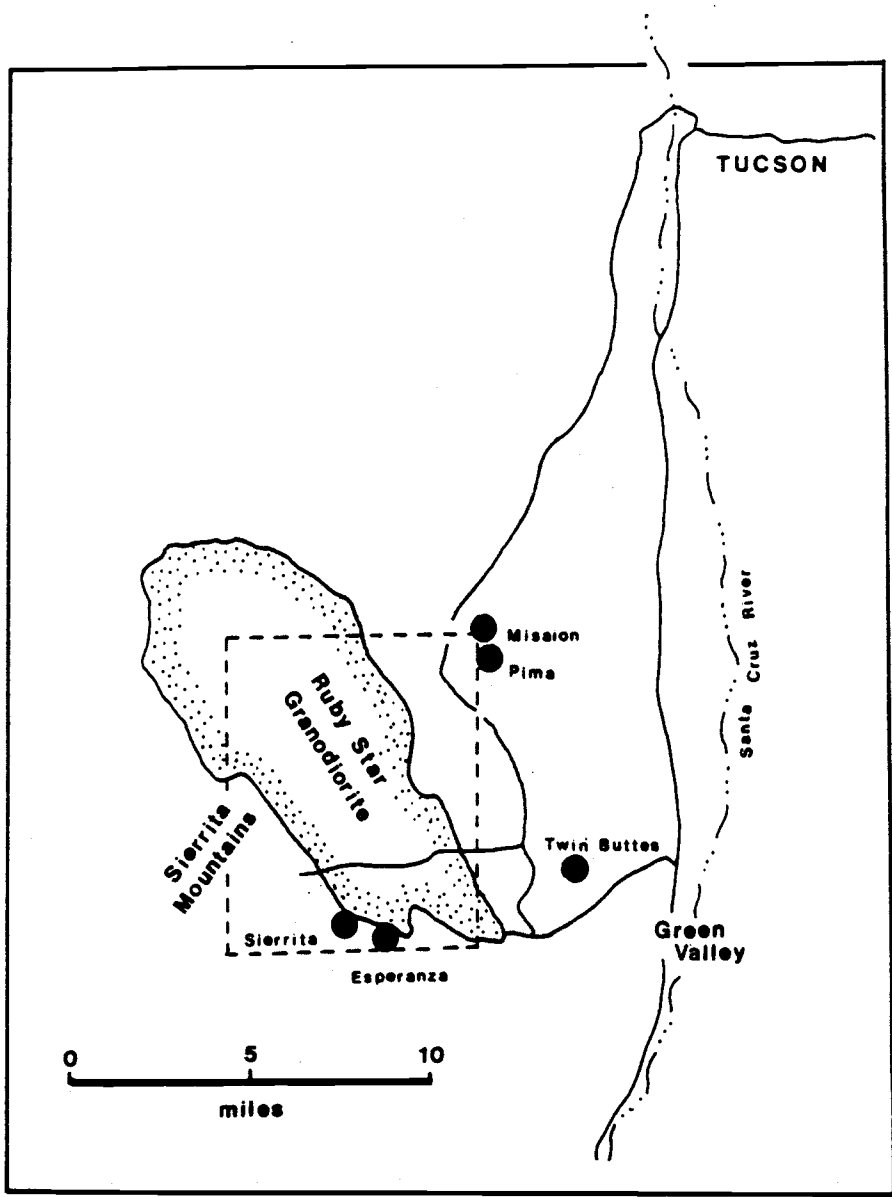 TUCSON
Mission
Pima
Santa Cruz River
Ruby Star
Granodiorite
Sierrita
Mountains
Twin Buttes
Sierrita
Esperanza
Green
Valley
0 5 10
miles